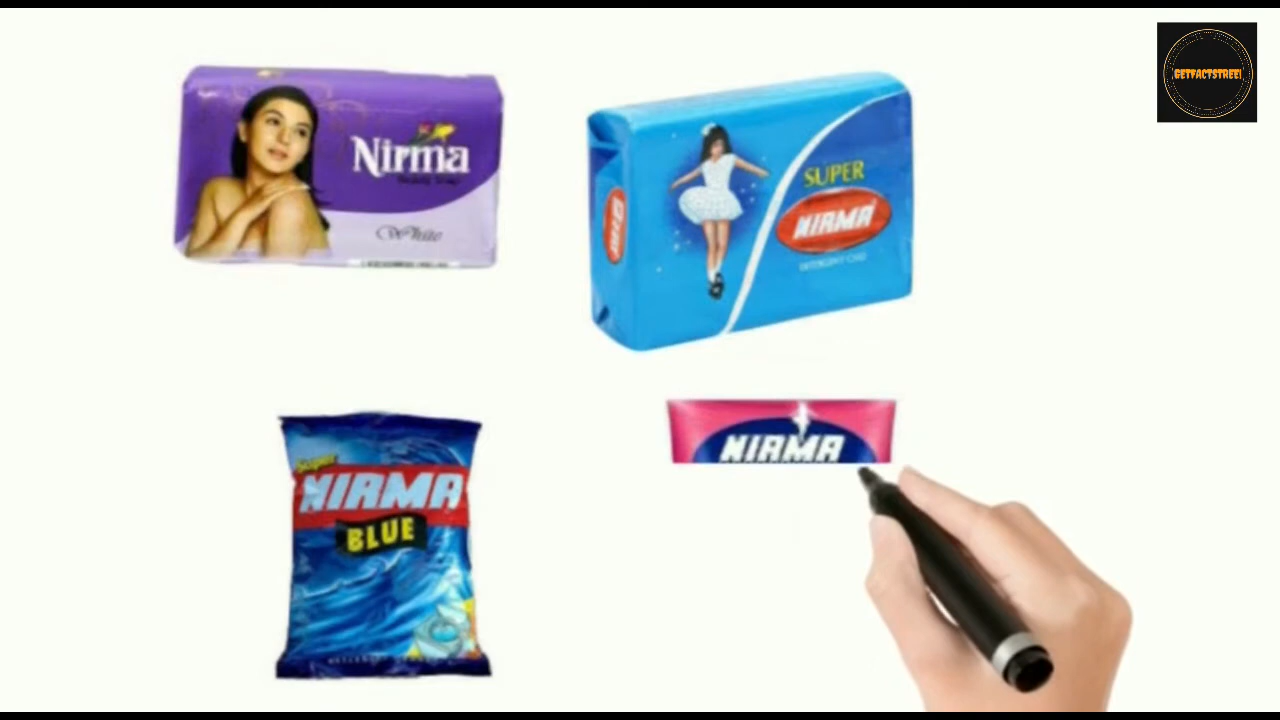 GETFACTSTREE!
Nirma
White
SUPER
NIRMA
Super
NIRMA
BLUE
NIRMA